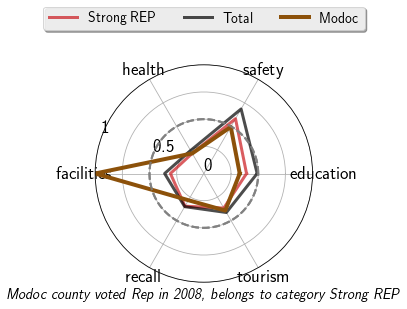 Strong REP Total Modoc
health safety
1
0.5
0
facilities education
recall tourism
Modoc county voted Rep in 2008, belongs to category Strong REP